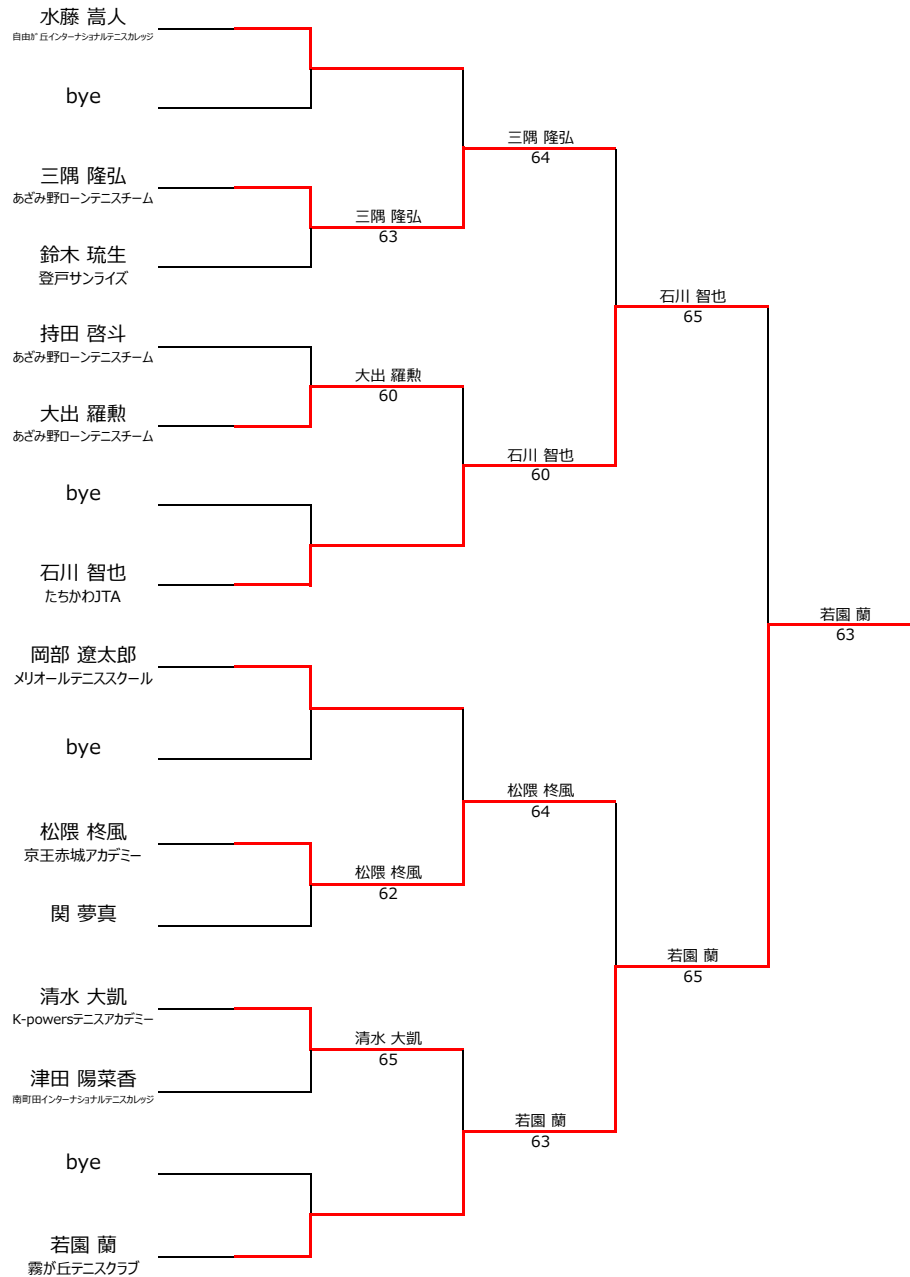 水藤 嵩人
自由が丘インターナショナルテニスカレッジ
bye
三隅 隆弘
64
三隅 隆弘
あざみ野ローンテニスチーム
三隅 隆弘
63
鈴木 琉生
登戸サンライズ
石川 智也
65
持田 啓斗
あざみ野ローンテニスチーム
大出 羅勲
60
大出 羅勲
あざみ野ローンテニスチーム
石川 智也
60
bye
石川 智也
たちかわJTA
若園 蘭
63
岡部 遼太郎
メリオールテニススクール
bye
松隈 柊風
64
松隈 柊風
京王赤城アカデミー
松隈 柊風
62
関 夢真
若園 蘭
65
清水 大凱
K-powersテニスアカデミー
清水 大凱
65
津田 陽菜香
南町田インターナショナルテニスカレッジ
若園 蘭
63
bye
若園 蘭
霧が丘テニスクラブ